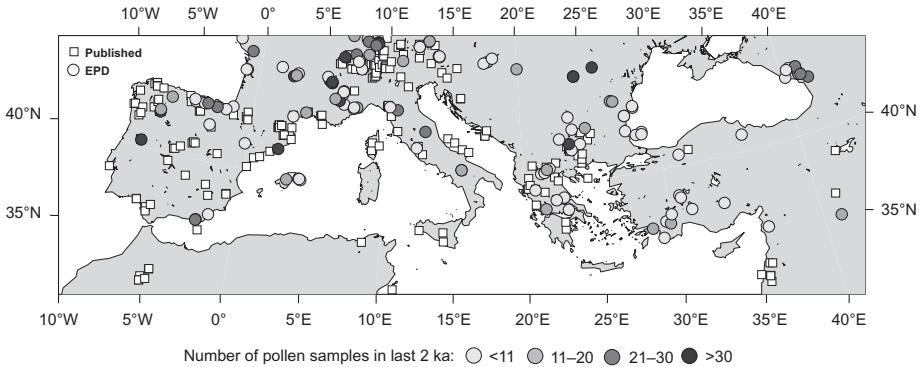 10°W 5°W 0° 5°E 10°E 15°E 20°E 25°E 30°E 35°E 40°E
Published
EPD
40°N 40°N
35°N 35°N
10°W 5°W 0° 5°E 10°E 15°E 20°E 25°E 30°E 35°E 40°E
Number of pollen samples in last 2 ka: <11 11–20 21–30 >30